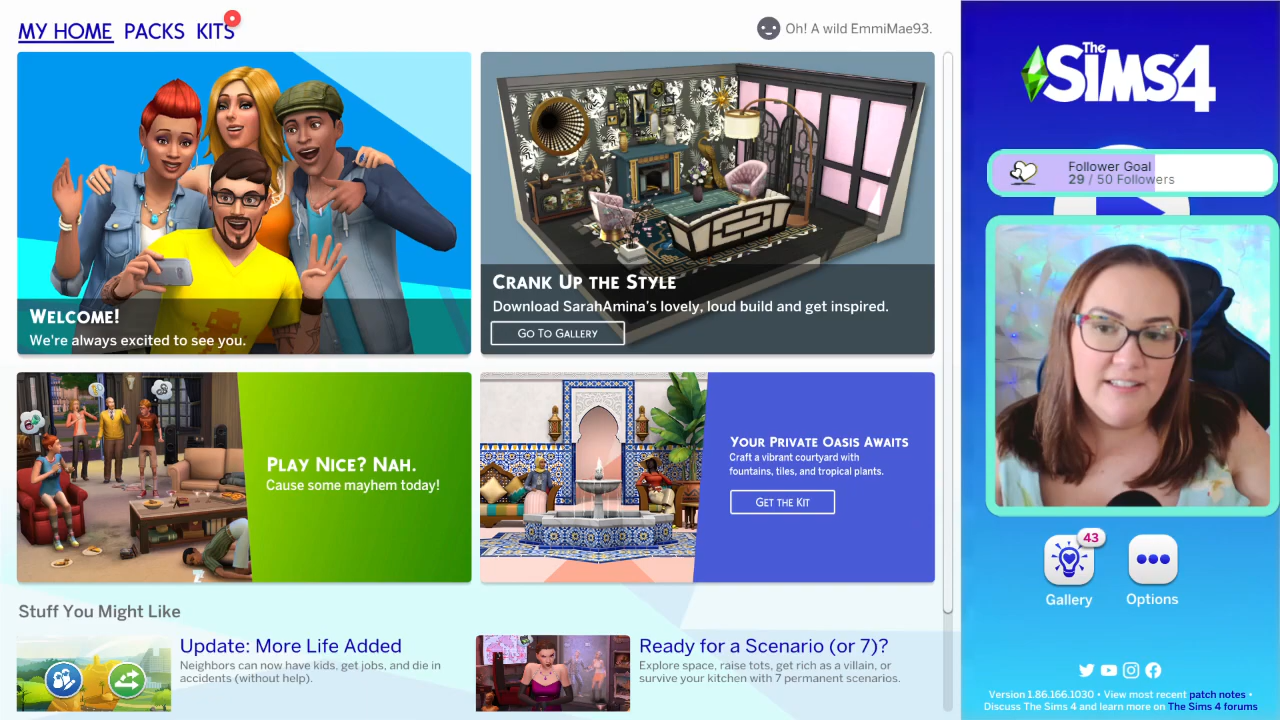 MY HOME PACKS KITS
Oh! A wild EmmiMae93.
WELCOME!
We're always excited to see you.
CRANK UP THE STYLE
Download SarahAmina's lovely, loud build and get inspired.
GO TO GALLERY
PLAY NICE? NAH.
Cause some mayhem today!
YOUR PRIVATE OASIS AWAITS
Craft a vibrant courtyard with
fountains, tiles, and tropical plants.
GET THE KIT
Stuff You Might Like
Update: More Life Added
Neighbors can now have kids, get jobs, and die in
accidents (without help).
Ready for a Scenario (or 7)?
Explore space, raise tots, get rich as a villain, or
survive your kitchen with 7 permanent scenarios.
The
SIMS4
Follower Goal
29 / 50 Followers
43
Gallery
Options
Version 1.86.166.1030 • View most recent patch notes •
Discuss The Sims 4 and learn more on The Sims 4 forums